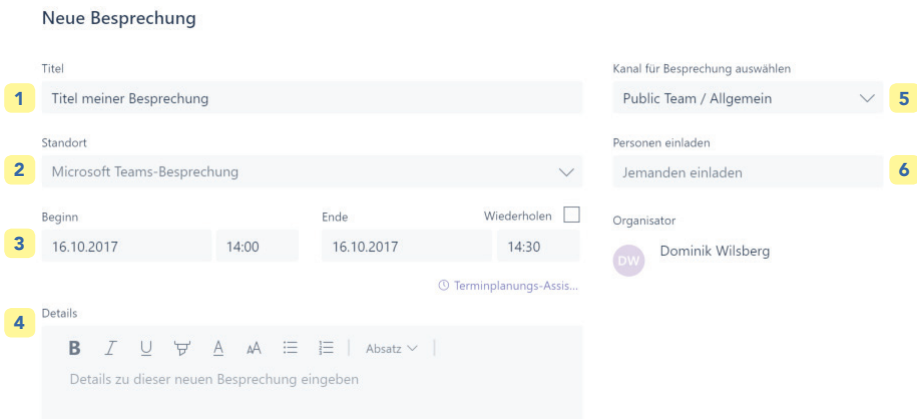 Neue Besprechung
Titel
1 Titel meiner Besprechung
Standort
2 Microsoft Teams-Besprechung
Beginn Ende Wiederholen
3 16.10.2017 14:00 16.10.2017 14:30
Terminplanungs-Assis...
4 Details
B I U A AA Absatz
Details zu dieser neuen Besprechung eingeben
Kanal für Besprechung auswählen
Public Team / Allgemein 5
Personen einladen
Jemanden einladen 6
Organisator
DW Dominik Wilsberg